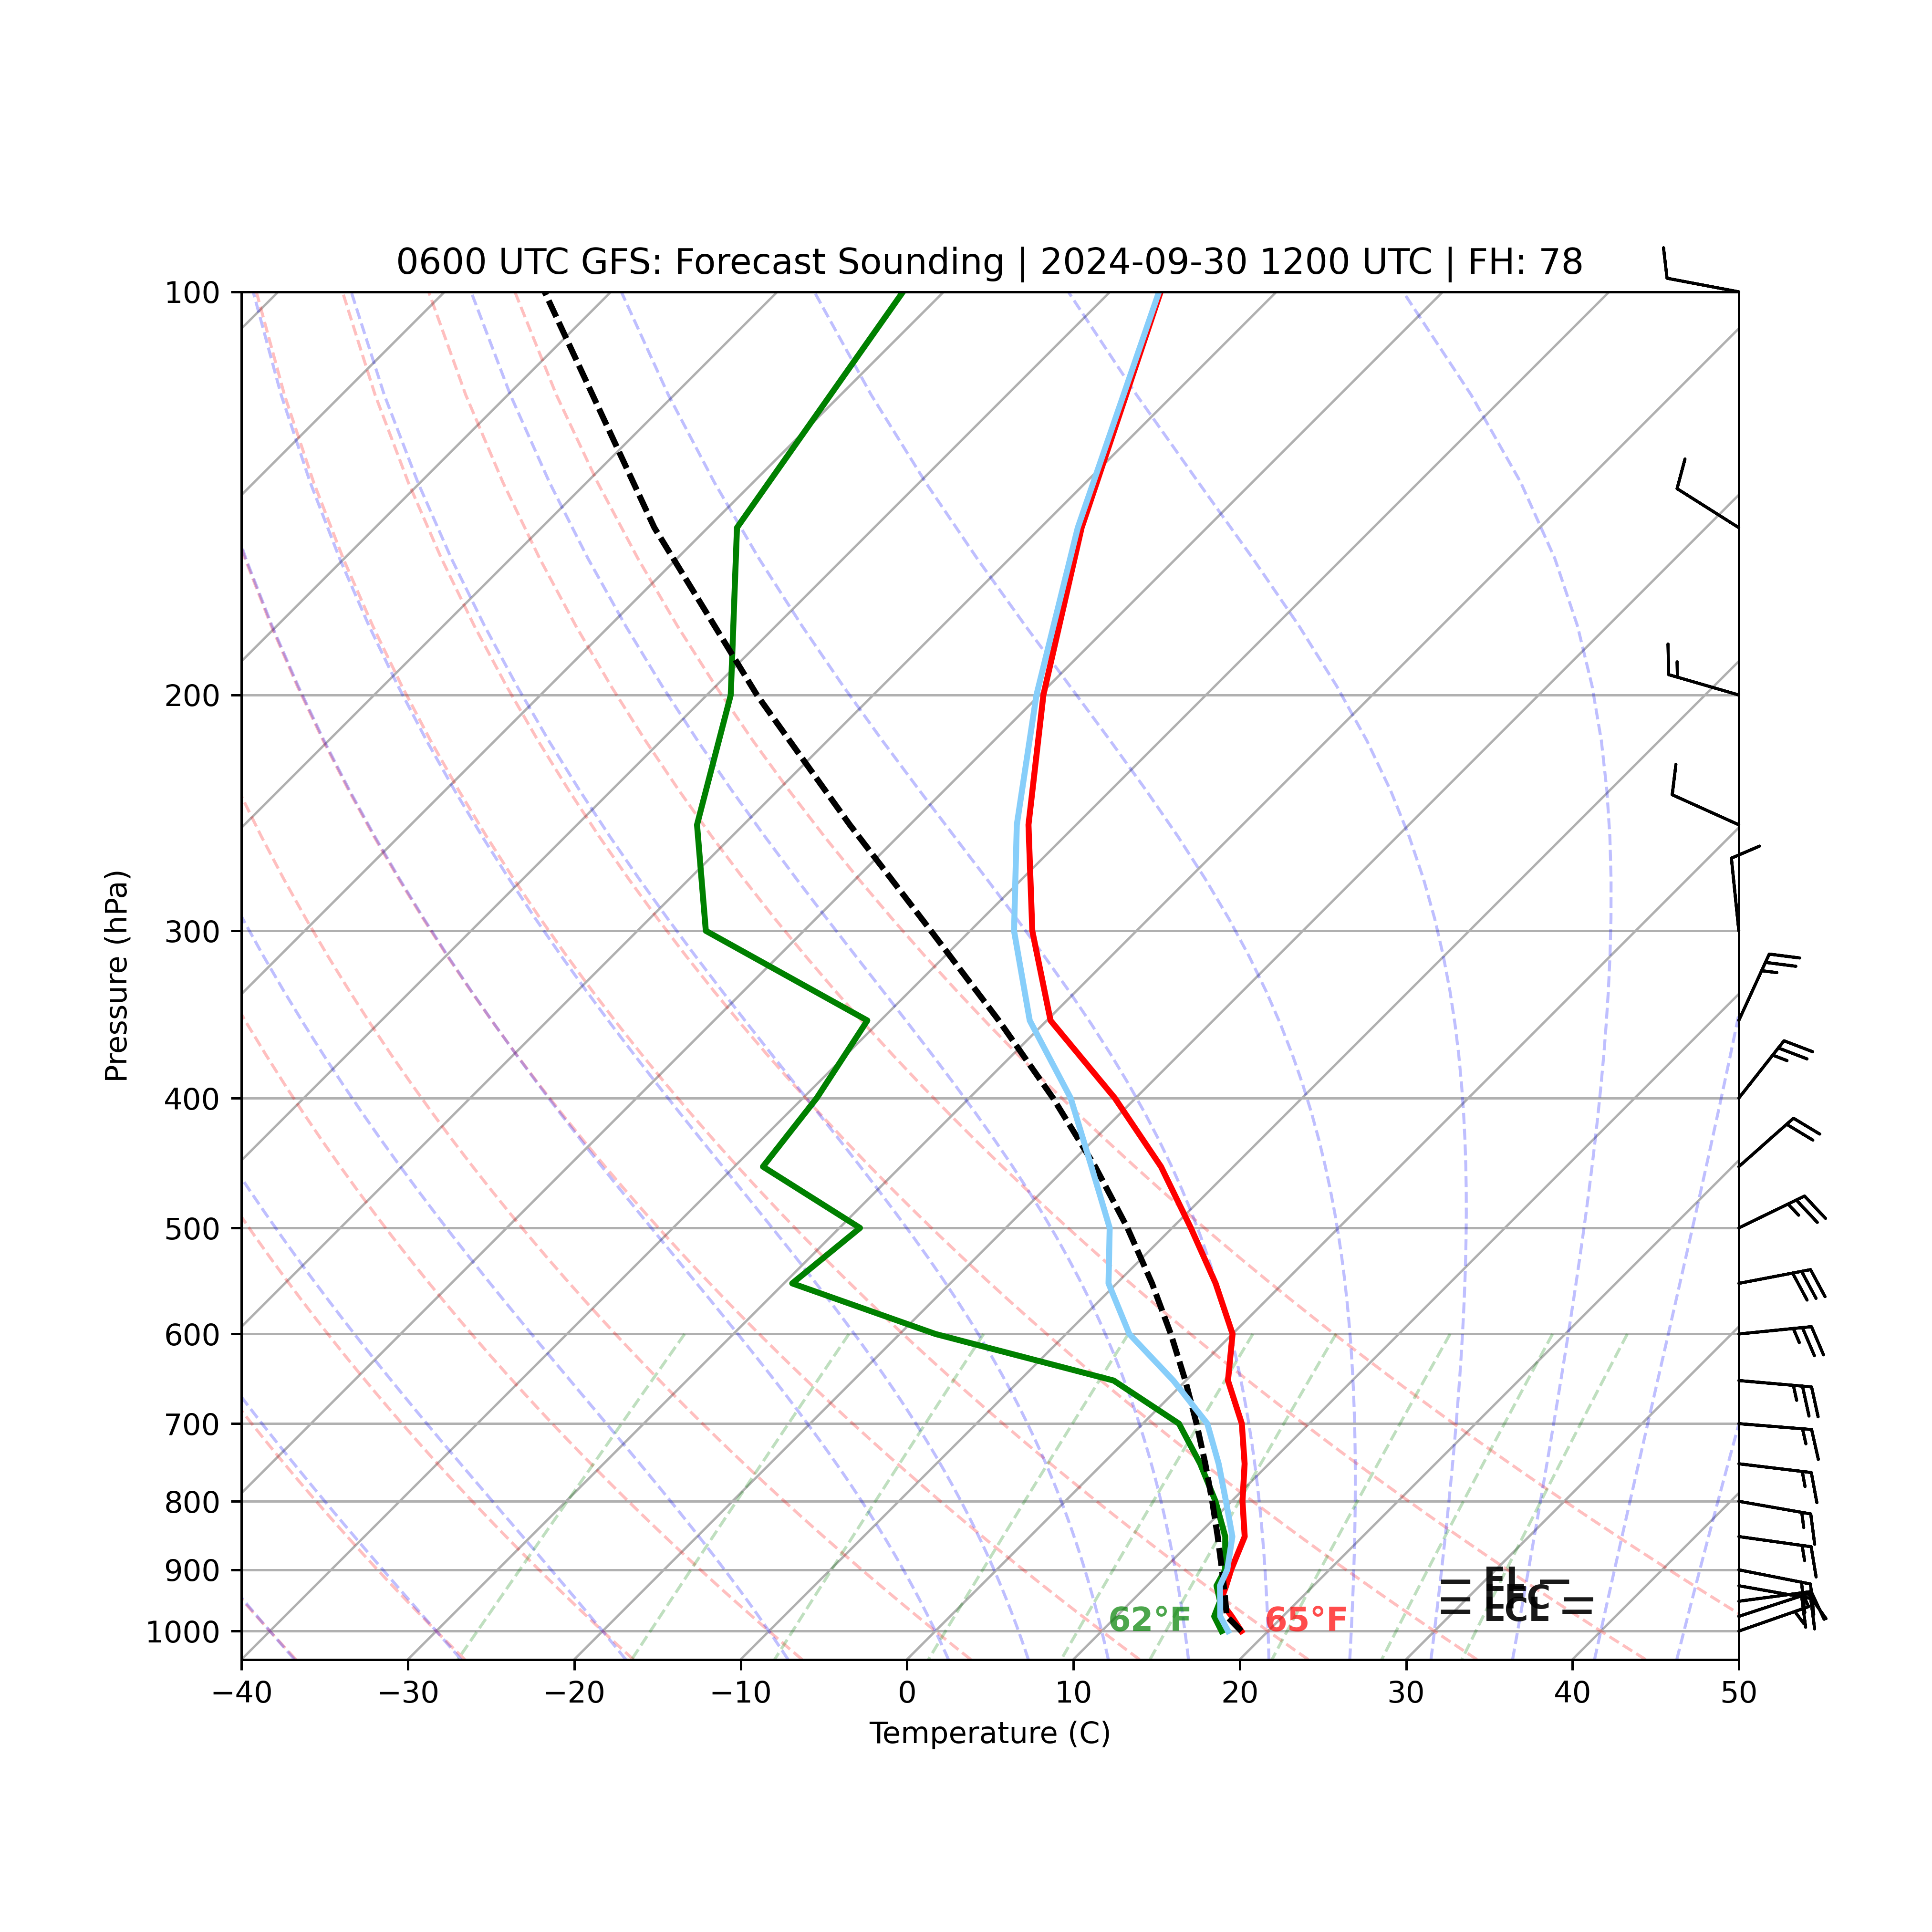 0600 UTC GFS: Forecast Sounding | 2024-09-30 1200 UTC | FH: 78
100
200
300
400
500
600
700
800
900
1000
Pressure (hPa)
— EL —
— LFC —
— LCL —
62°F
65°F
−40
−30
−20
−10
0
10
20
30
40
50
Temperature (C)